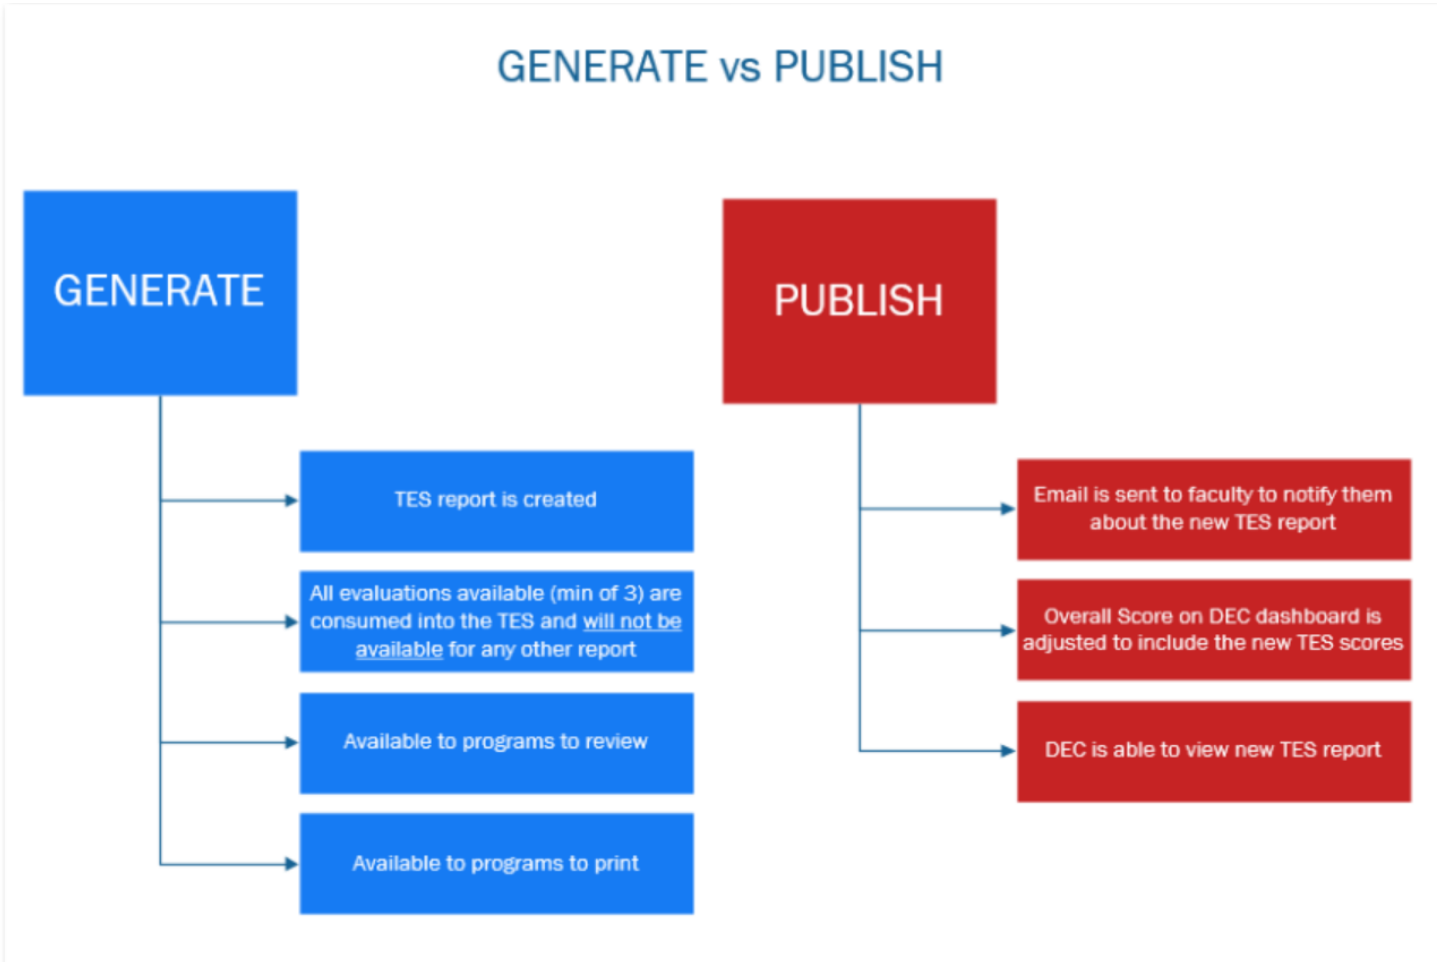 GENERATE vs PUBLISH
GENERATE
TES report is created
All evaluations available (min of 3) are
consumed into the TES and will not be
available for any other report
Available to programs to review
Available to programs to print
PUBLISH
Email is sent to faculty to notify them
about the new TES report
Overall Score on DEC dashboard is
adjusted to include the new TES scores
DEC is able to view new TES report